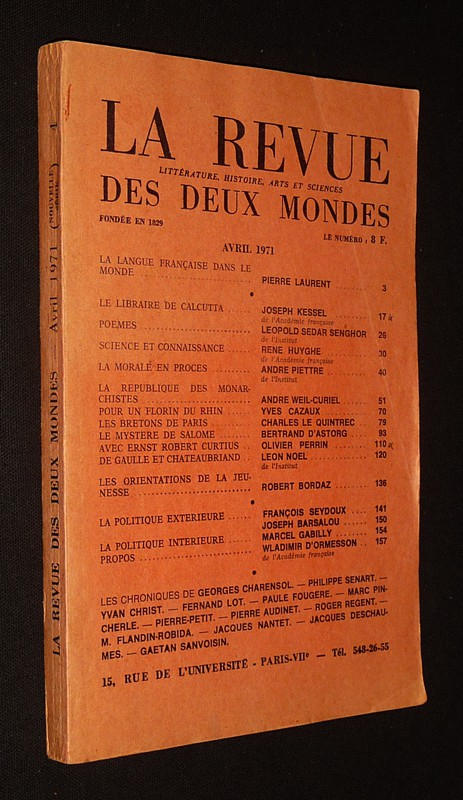 LA REVUE
LITTÉRATURE, HISTOIRE, ARTS ET SCIENCES
DES DEUX MONDES
FONDÉE EN 1829
LE NUMÉRO : 8 F.
AVRIL 1971
LA LANGUE FRANÇAISE DANS LE
MONDE ........ PIERRE LAURENT ........ 3
LE LIBRAIRE DE CALCUTTA ...... JOSEPH KESSEL ........ 17
de l'Académie française
POEMES ........ LEOPOLD SEDAR SENGHOR 26
de l'Institut
SCIENCE ET CONNAISSANCE ...... RENE HUYGHE ........ 30
de l'Académie française
LA MORALE EN PROCES ...... ANDRE PIETTRE ........ 40
de l'Institut
LA REPUBLIQUE DES MONAR-
CHISTES ........ ANDRE WEIL-CURIEL .... 51
POUR UN FLORIN DU RHIN ...... YVES CAZAUX ........ 70
LES BRETONS DE PARIS ...... CHARLES LE QUINTREC .. 79
LE MYSTERE DE SALOME ...... BERTRAND D'ASTORG .... 93
AVEC ERNST ROBERT CURTIUS .. OLIVIER PERRIN ........ 110
DE GAULLE ET CHATEAUBRIAND .. LEON NOEL ........ 120
de l'Institut
LES ORIENTATIONS DE LA JEU-
NESSE ........ ROBERT BORDAZ ........ 136
LA POLITIQUE EXTERIEURE ...... FRANÇOIS SEYDOUX .... 141
JOSEPH BARSALOU ...... 150
LA POLITIQUE INTERIEURE ...... MARCEL GABILLY ...... 154
PROPOS ........ WLADIMIR D'ORMESSON .. 157
de l'Académie française
LES CHRONIQUES DE GEORGES CHARENSOL. — PHILIPPE SENART. —
YVAN CHRIST. — FERNAND LOT. — PAULE FOUGERE. — MARC PIN-
CHERLE. — PIERRE-PETIT. — PIERRE AUDINET. — ROGER REGENT. —
M. FLANDIN-ROBIDA. — JACQUES NANTET. — JACQUES DESCHAU-
MES. — GAETAN SANVOISIN.
15, RUE DE L'UNIVERSITÉ - PARIS-VIIe — Tél. 548-26-55
LA REVUE DES DEUX MONDES Avril 1971 (NOUVELLE SÉRIE) 4